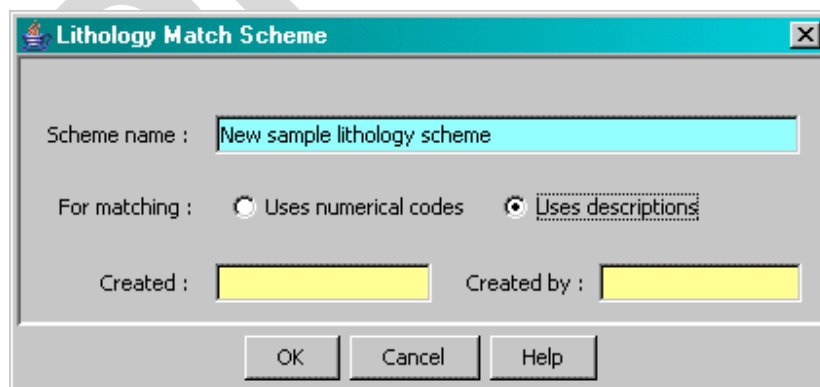 Lithology Match Scheme
Scheme name : New sample lithology scheme
For matching : Uses numerical codes Uses descriptions
Created : Created by :
OK Cancel Help